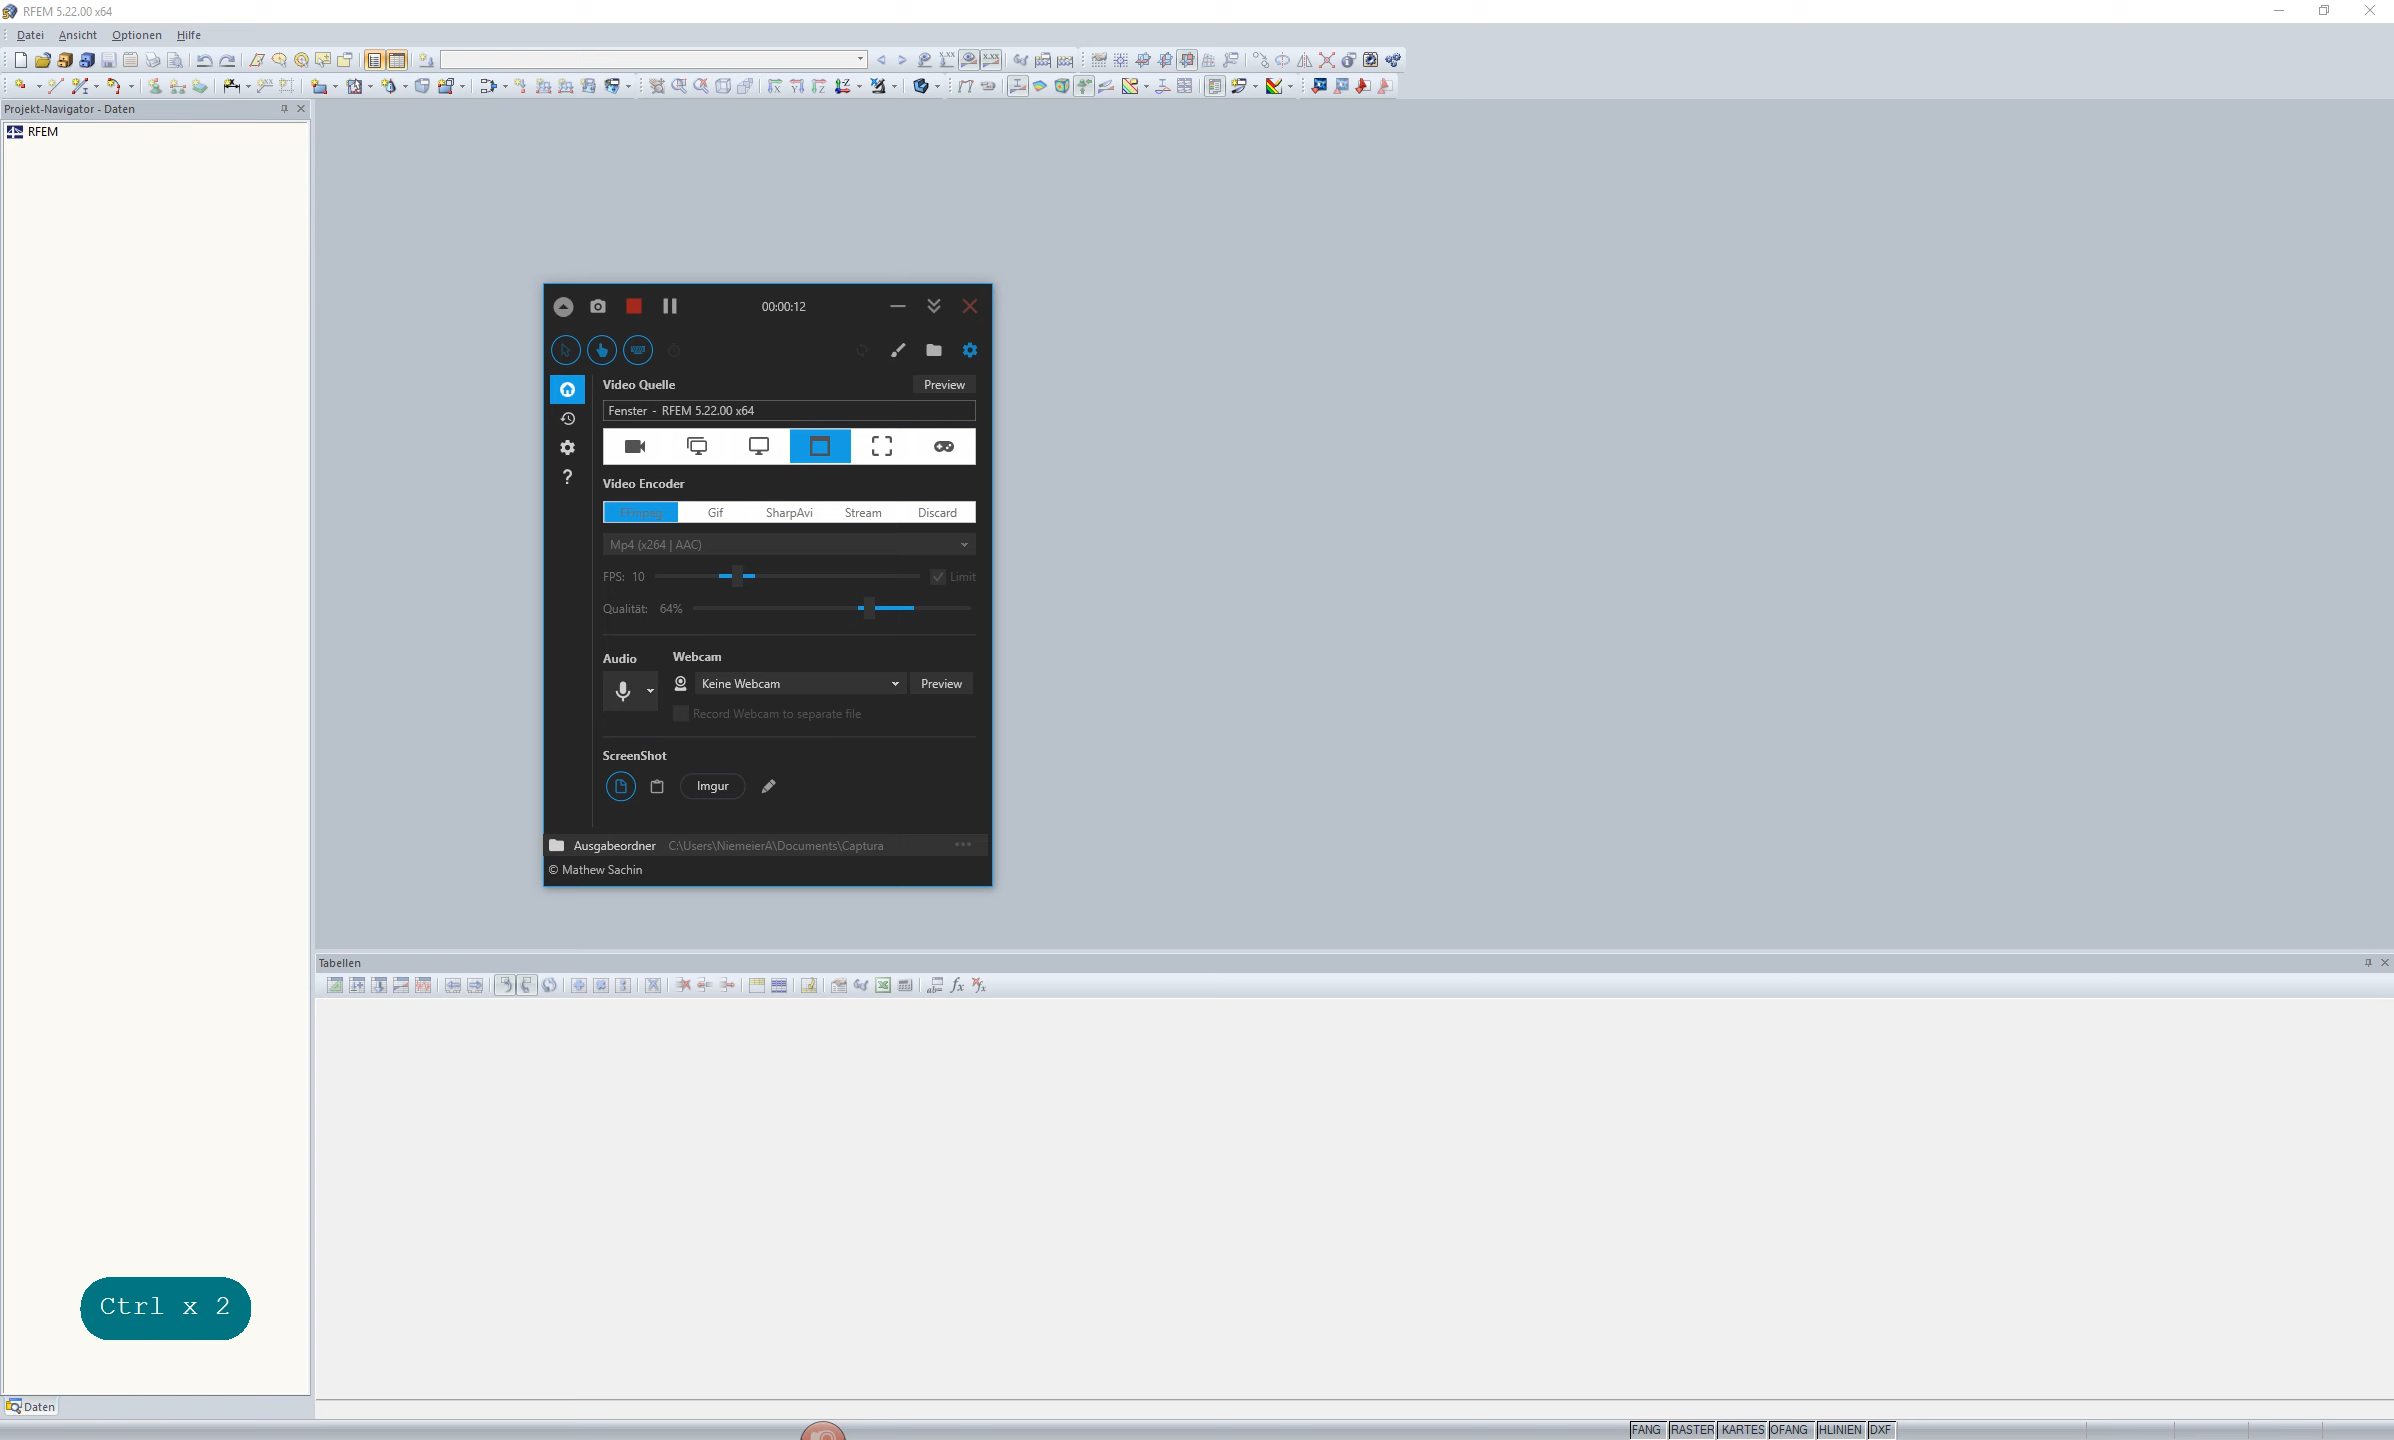 RFEM 5.22.00 x64
Datei Ansicht Optionen Hilfe
Projekt-Navigator - Daten
RFEM
00:00:12
Video Quelle Preview
Fenster - RFEM 5.22.00 x64
Video Encoder
FFmpeg Gif SharpAvi Stream Discard
Mp4 (x264 | AAC)
FPS: 10 Limit
Qualität: 64%
Audio Webcam
Keine Webcam Preview
Record Webcam to separate file
ScreenShot
Imgur
Ausgabeordner C:\Users\NiemeierA\Documents\Captura
© Mathew Sachin
Tabellen
Ctrl x 2
Daten
FANG RASTER KARTES OFANG HLINIEN DXF